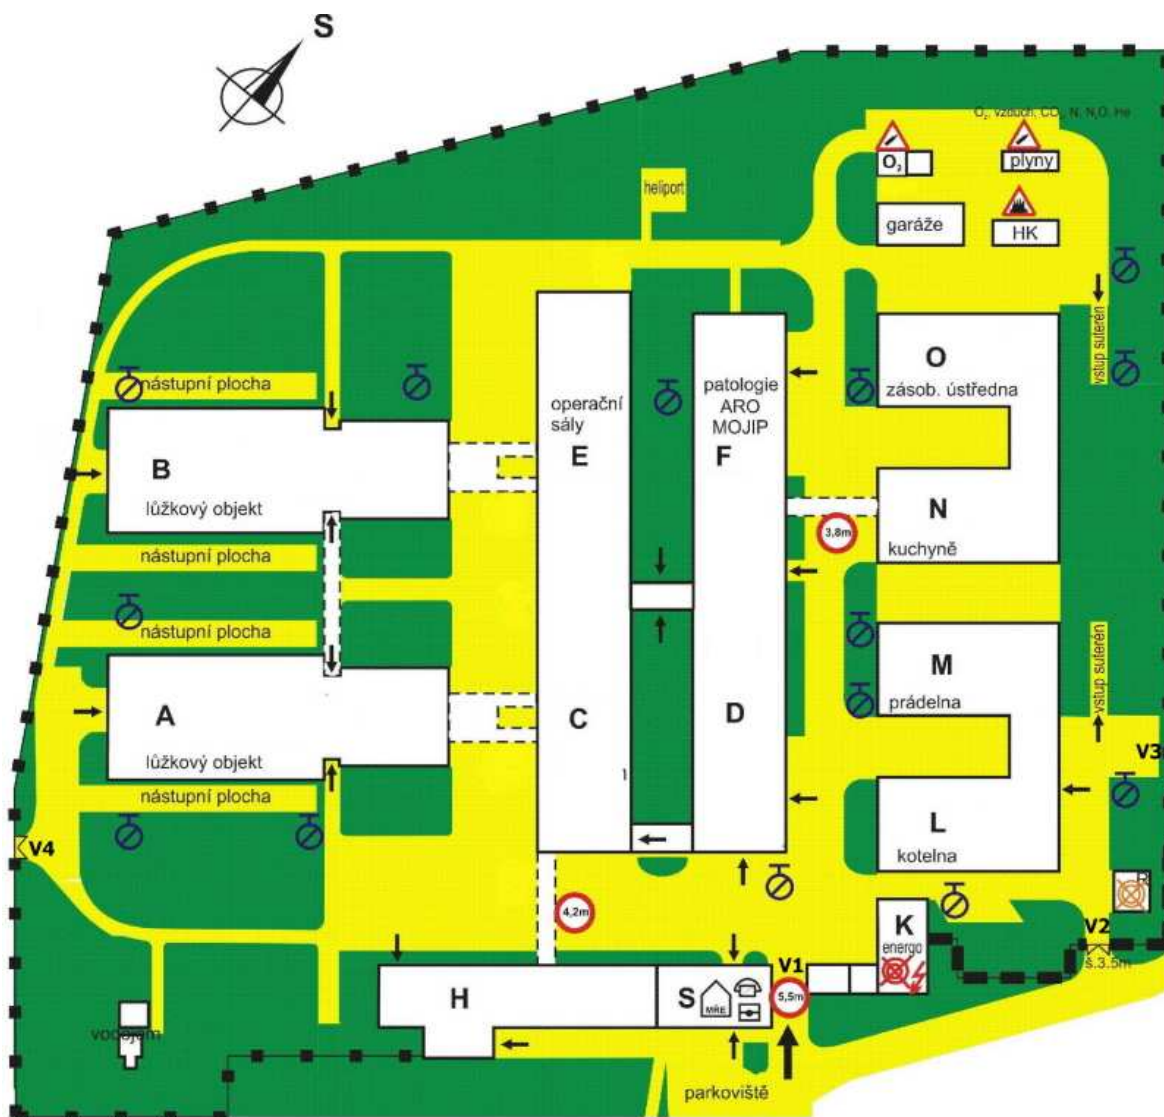 S
O₂, vzduch, CO₂, N, N₂O, He
O₂
plyny
heliport
garáže
HK
vstup suterén
O
zásob. ústředna
nástupní plocha
operační
sály
patologie
ARO
MOJIP
B
E
F
lůžkový objekt
N
3,8m
kuchyně
nástupní plocha
nástupní plocha
M
prádelna
vstup suterén
A
C
D
V3
lůžkový objekt
nástupní plocha
L
V4
kotelna
4,2m
K
energo
V2
š.3.5m
V1
H
S
MŘE
5,5m
vodojem
parkoviště